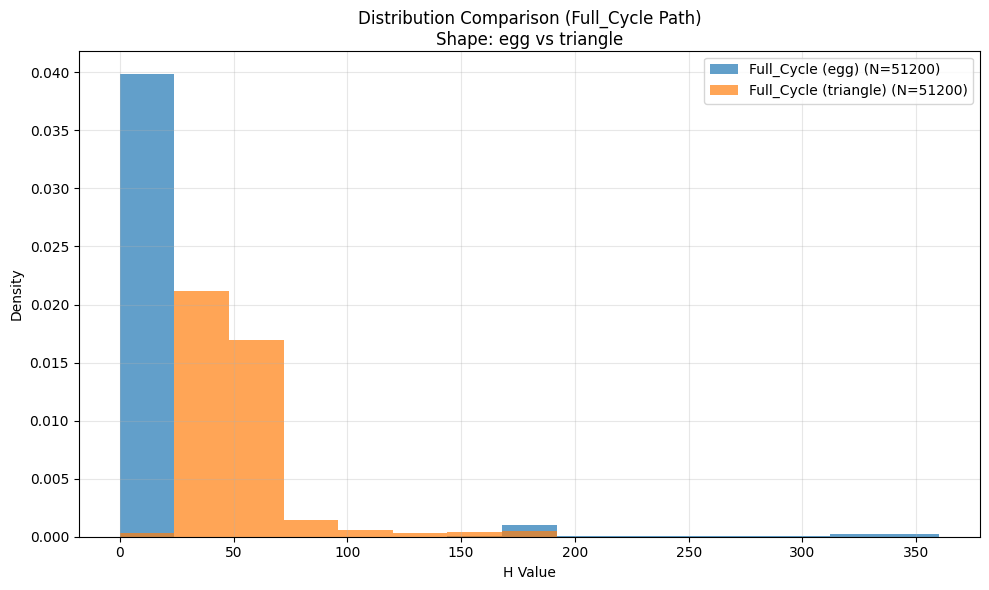 Distribution Comparison (Full_Cycle Path)
Shape: egg vs triangle
Full_Cycle (egg) (N=51200)
Full_Cycle (triangle) (N=51200)
Density
0.040
0.035
0.030
0.025
0.020
0.015
0.010
0.005
0.000
0 50 100 150 200 250 300 350
H Value